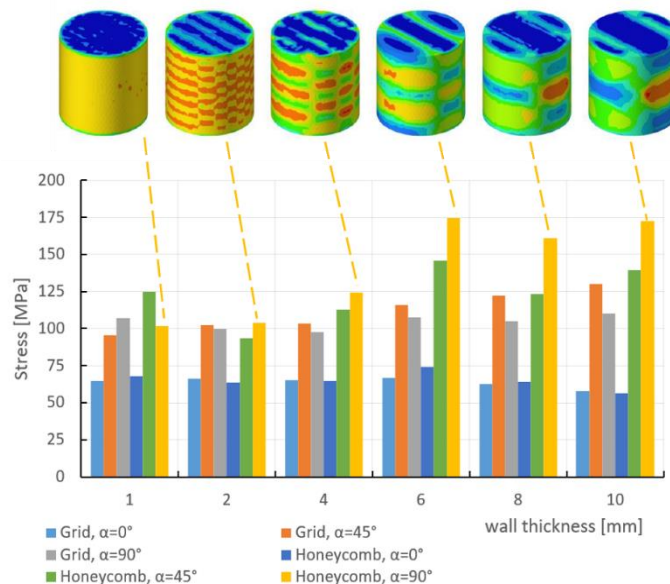 200
175
150
125
100
75
50
25
0
Stress [MPa]
1 2 4 6 8 10
wall thickness [mm]
Grid, α=0° Grid, α=45°
Grid, α=90° Honeycomb, α=0°
Honeycomb, α=45° Honeycomb, α=90°